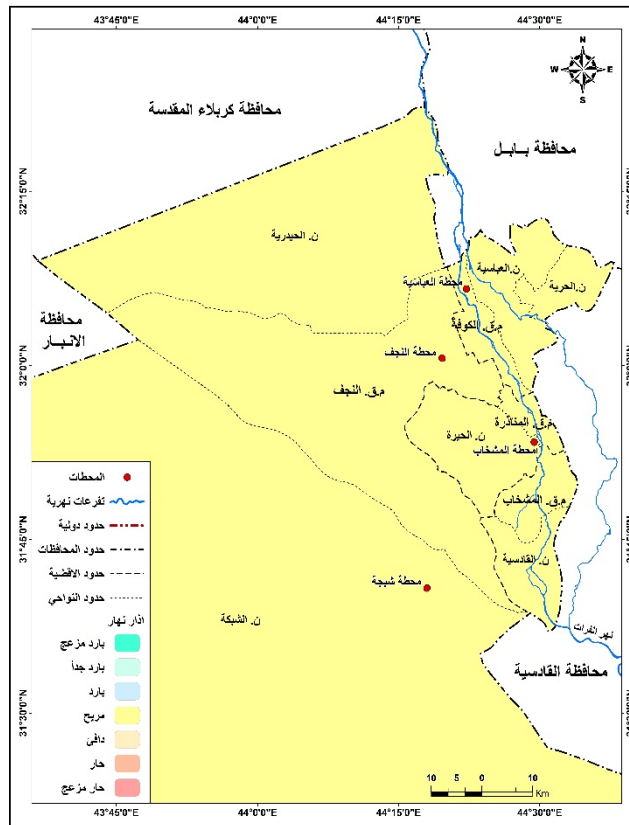 43°45'0"E
44°0'0"E
44°15'0"E
44°30'0"E
N
W
E
S
محافظة كربلاء المقدسة
محافظة بـابـــل
32°15'0"N
ن. الحيدرية
ن.العباسية
ن.الحرية
محطة العباسية
م.ق.الكوفة
محافظة
الانبـار
32°0'0"N
محطة النجف
م.ق. النجف
م.ق. المناذرة
ن. الحيرة
محطة المشخاب
م.ق. المشخاب
31°45'0"N
ن. القادسية
محطة شبجة
ن. الشبكة
نهر الفرات
محافظة القادسية
31°30'0"N
المحطات
تفرعات نهرية
حدود دولية
حدود المحافظات
حدود الاقضية
حدود النواحي
اذار نهار
بارد مزعج
بارد جداً
بارد
مريح
دافئ
حار
حار مزعج
10 5 0 10
Km
43°45'0"E
44°0'0"E
44°15'0"E
44°30'0"E